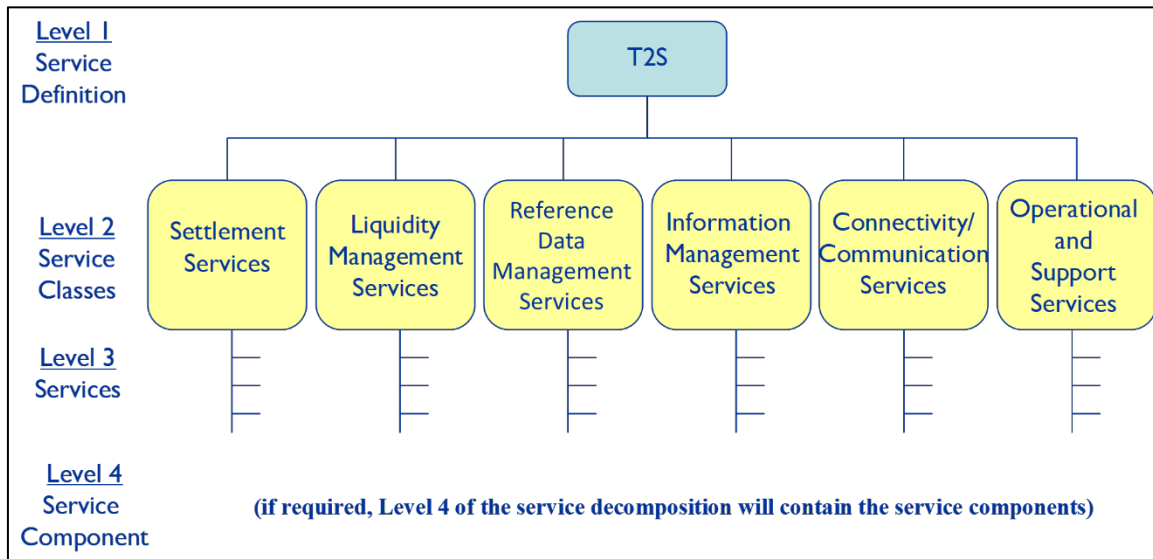 Level 1
Service
Definition
T2S
Level 2
Service
Classes
Settlement
Services
Liquidity
Management
Services
Reference
Data
Management
Services
Information
Management
Services
Connectivity/
Communication
Services
Operational
and
Support
Services
Level 3
Services
Level 4
Service
Component
(if required, Level 4 of the service decomposition will contain the service components)